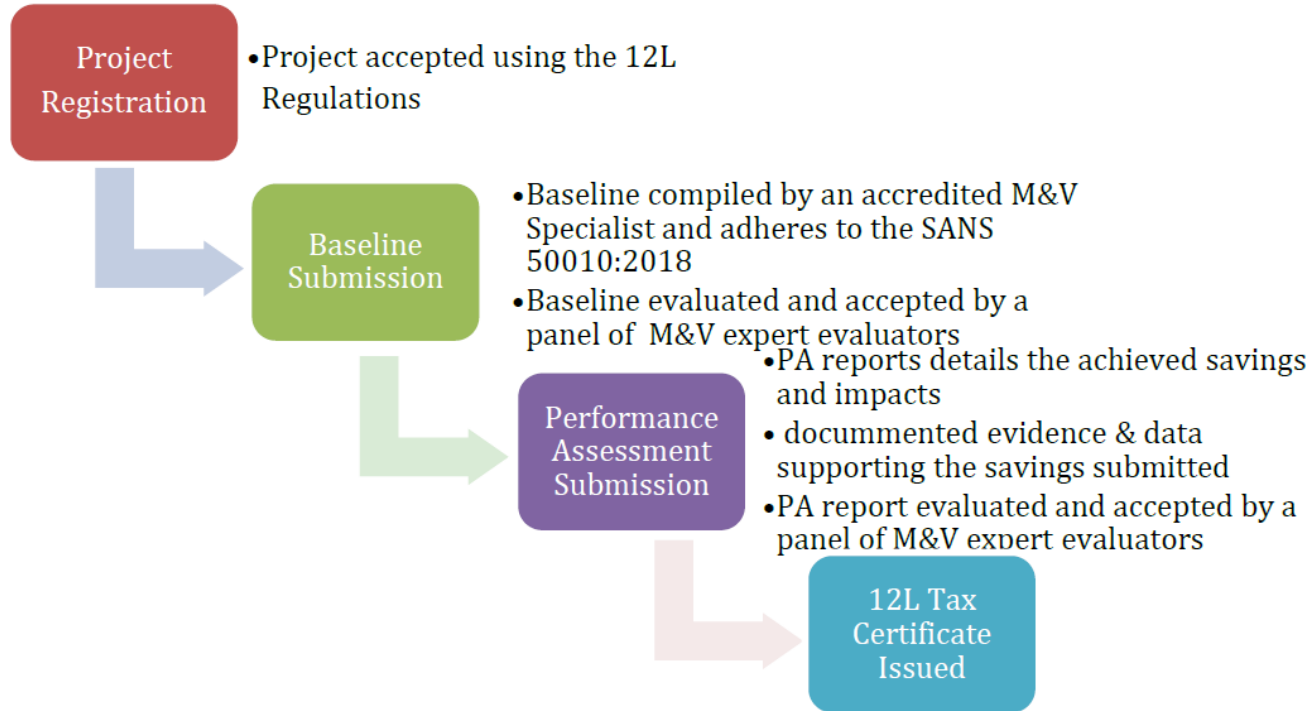 Project
Registration
•Project accepted using the 12L
Regulations
Baseline
Submission
•Baseline compiled by an accredited M&V
Specialist and adheres to the SANS
50010:2018
•Baseline evaluated and accepted by a
panel of M&V expert evaluators
Performance
Assessment
Submission
•PA reports details the achieved savings
and impacts
• docummented evidence & data
supporting the savings submitted
•PA report evaluated and accepted by a
panel of M&V expert evaluators
12L Tax
Certificate
Issued